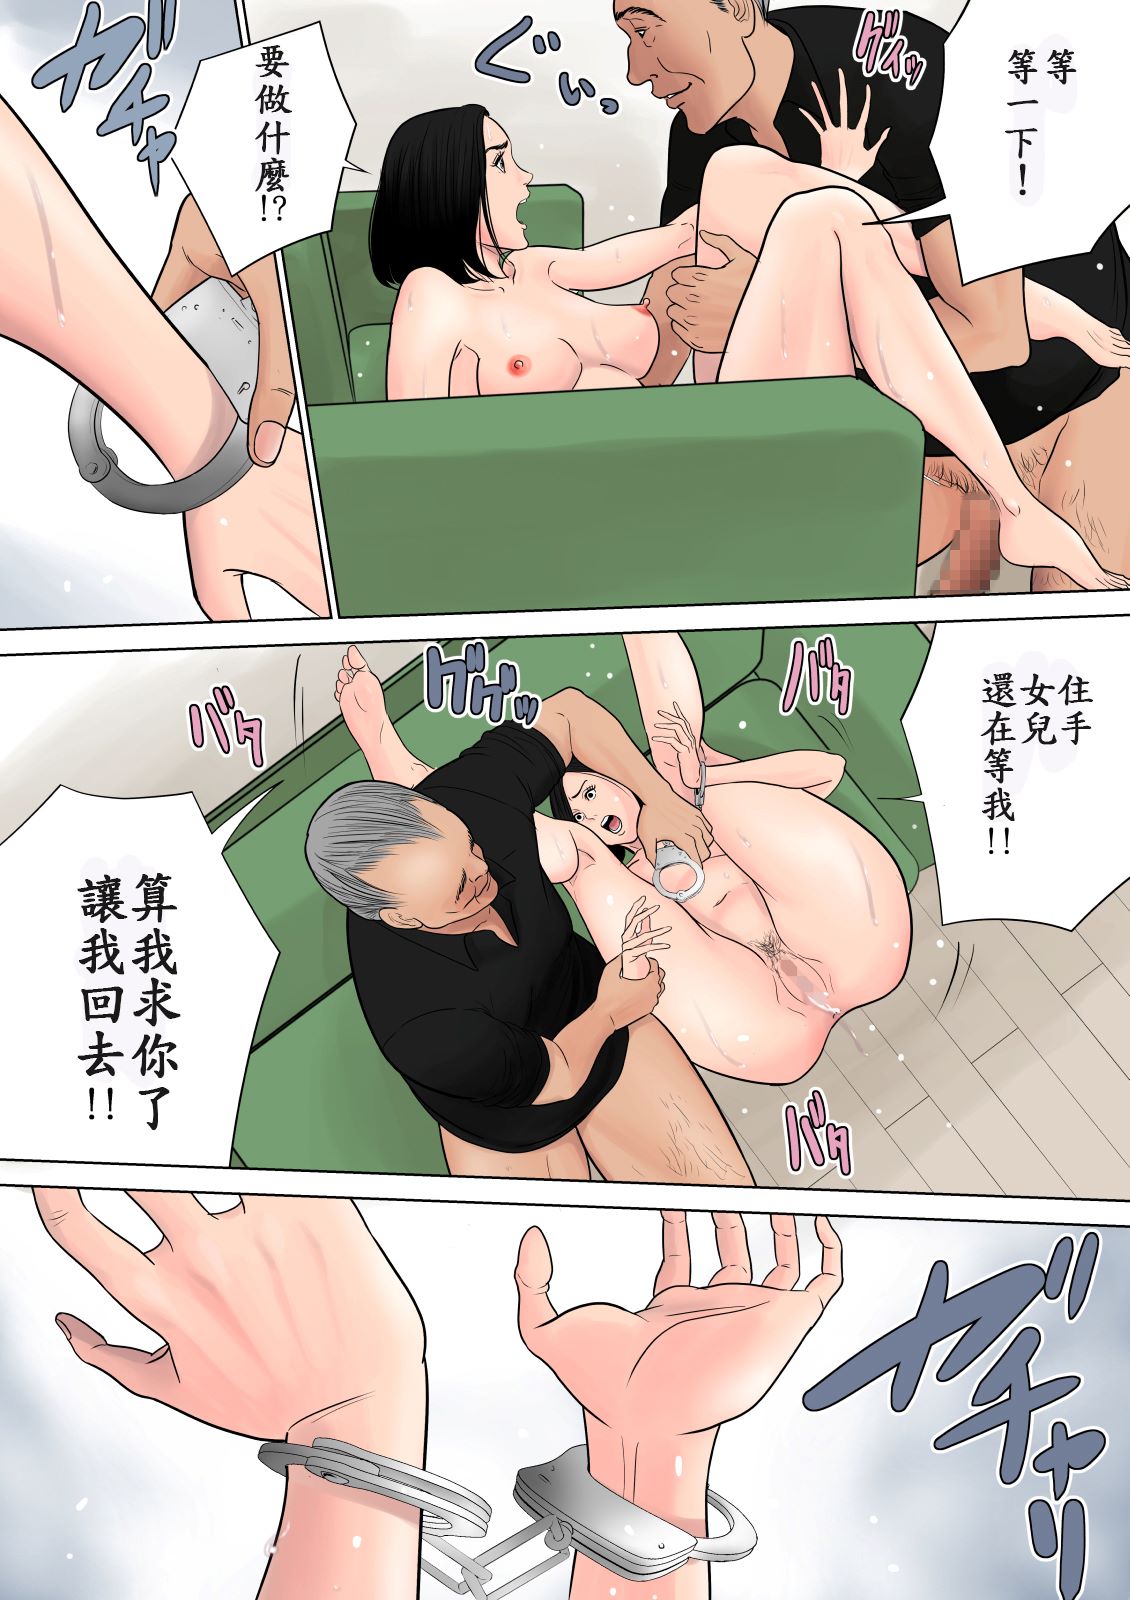 等
等
一
下！
グイッ
ぐいっ
要做什麼!?
ガチャ
住手
女兒
還在等我!!
バタ
ググッ
バタ
算我求你了
讓我回去!!
バタ
ガチャリ